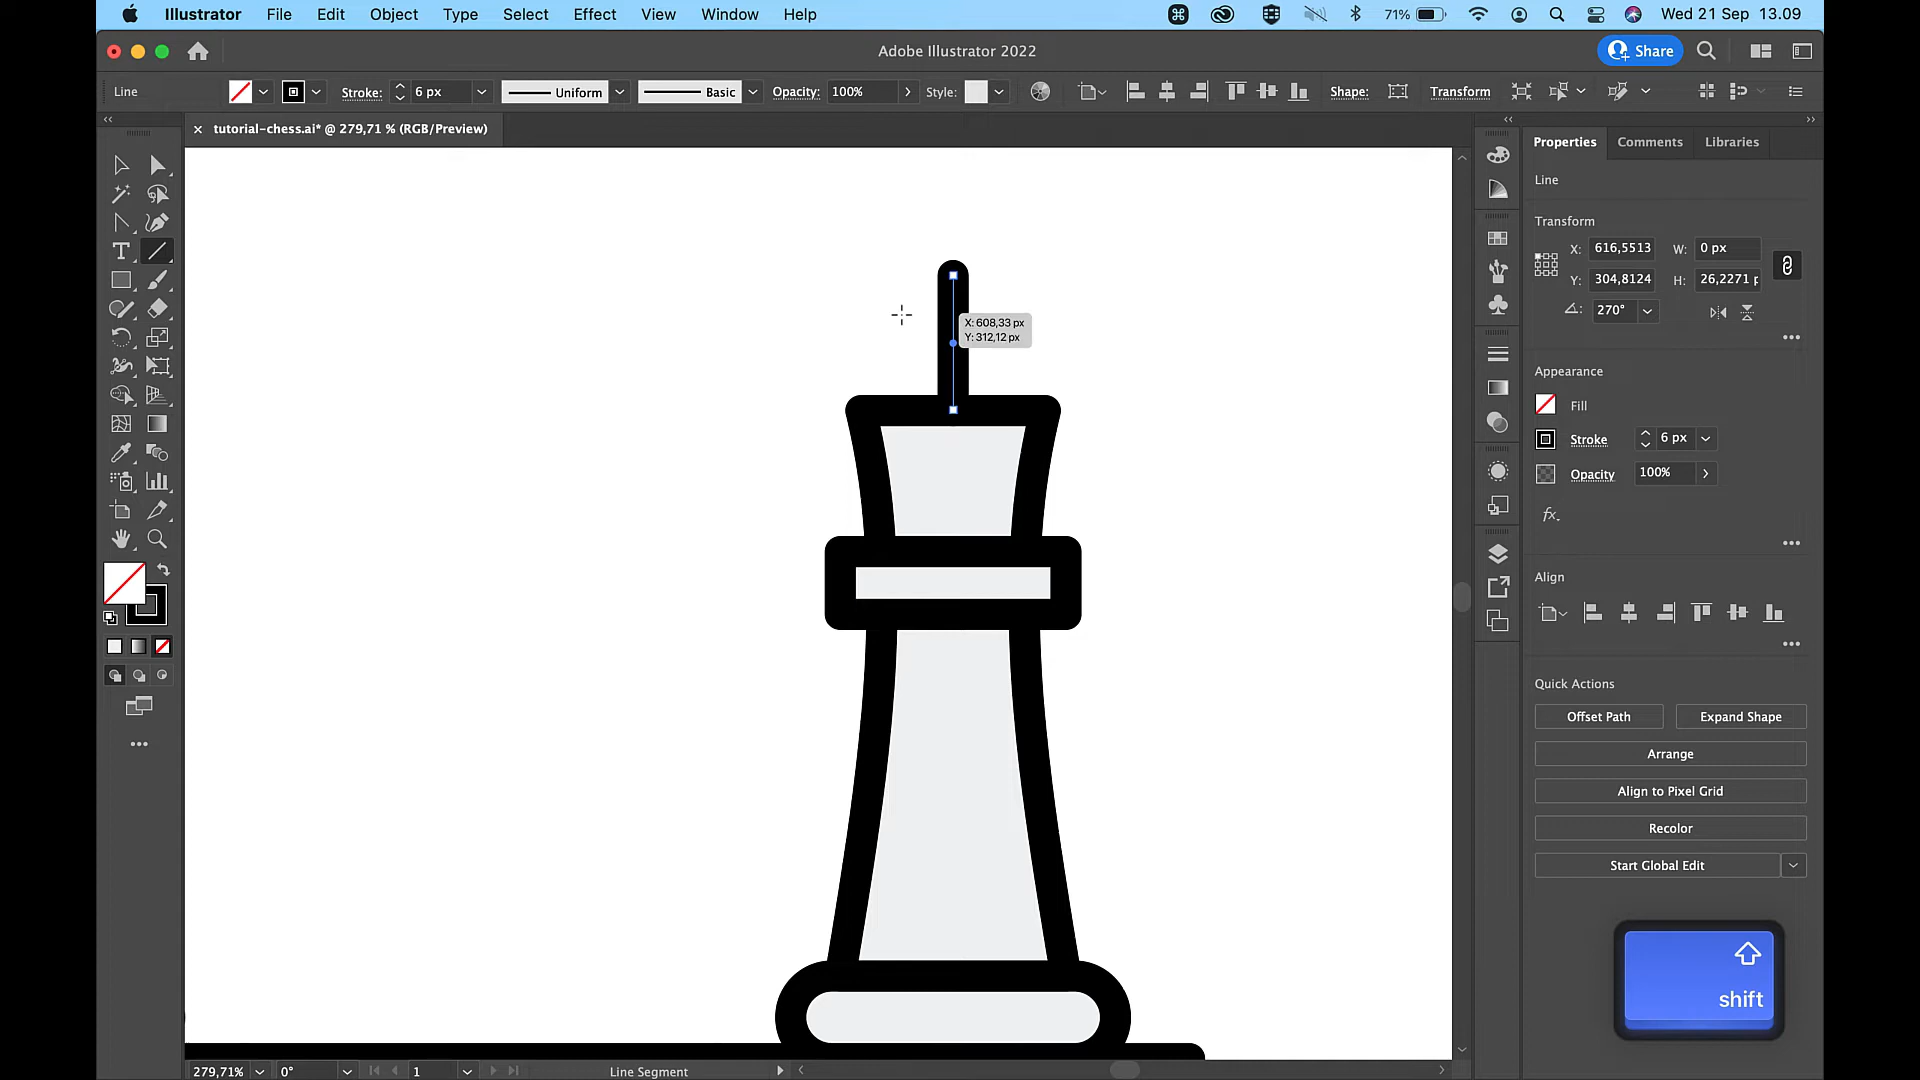 Illustrator File Edit Object Type Select Effect View Window Help 71% Wed 21 Sep 13.09
Adobe Illustrator 2022 Share
Line Stroke: 6 px Uniform Basic Opacity: 100% Style: Shape: Transform
tutorial-chess.ai* @ 279,71 % (RGB/Preview)
Properties Comments Libraries
Line
Transform
X: 616,5513 W: 0 px
Y: 304,8124 H: 26,2271 p
270°
X: 608,33 px
Y: 312,12 px
Appearance
Fill
Stroke 6 px
Opacity 100%
fx
Align
Quick Actions
Offset Path Expand Shape
Arrange
Align to Pixel Grid
Recolor
Start Global Edit
shift
279,71% 0° 1 Line Segment